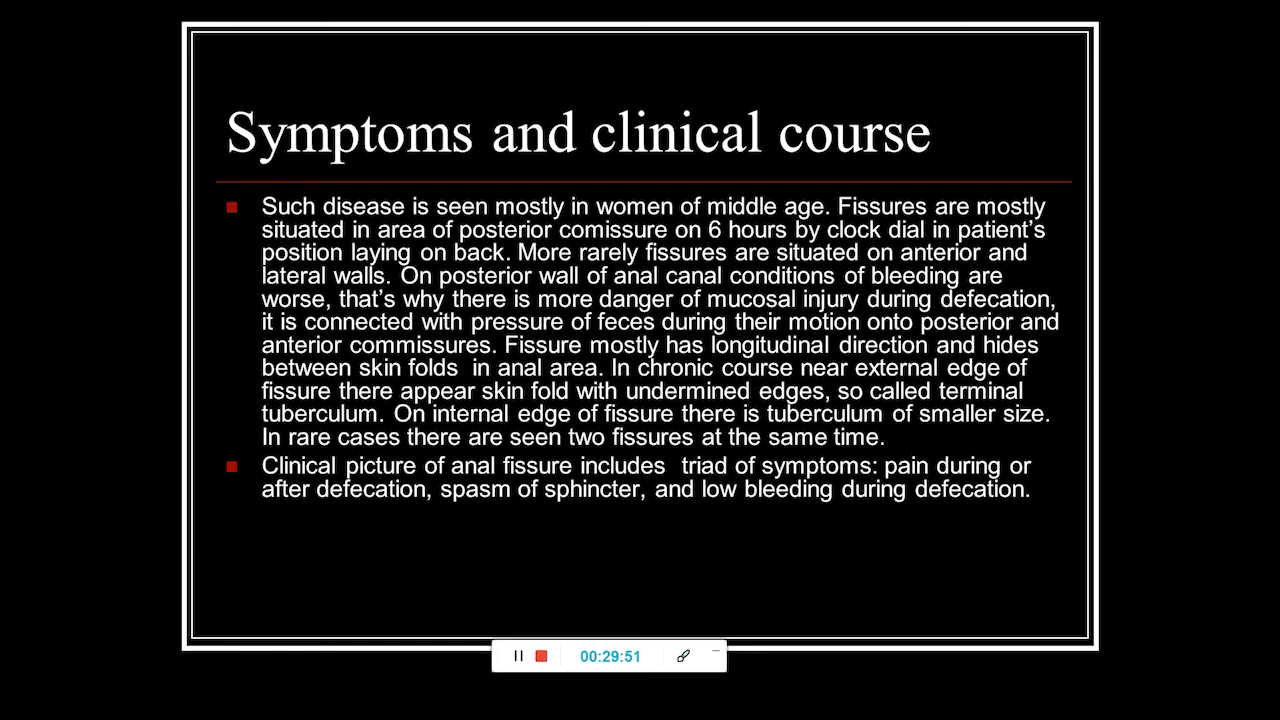 Symptoms and clinical course
Such disease is seen mostly in women of middle age. Fissures are mostly
situated in area of posterior comissure on 6 hours by clock dial in patient's
position laying on back. More rarely fissures are situated on anterior and
lateral walls. On posterior wall of anal canal conditions of bleeding are
worse, that's why there is more danger of mucosal injury during defecation,
it is connected with pressure of feces during their motion onto posterior and
anterior commissures. Fissure mostly has longitudinal direction and hides
between skin folds in anal area. In chronic course near external edge of
fissure there appear skin fold with undermined edges, so called terminal
tuberculum. On internal edge of fissure there is tuberculum of smaller size.
In rare cases there are seen two fissures at the same time.
Clinical picture of anal fissure includes triad of symptoms: pain during or
after defecation, spasm of sphincter, and low bleeding during defecation.
00:29:51